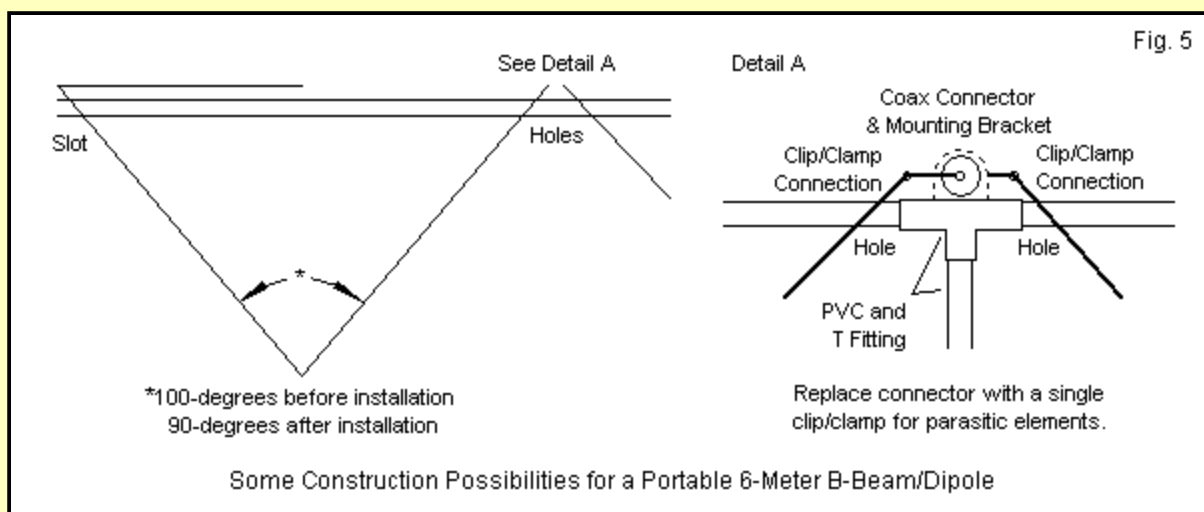 Fig. 5
See Detail A
Slot
Holes
*
*100-degrees before installation
90-degrees after installation
Detail A
Coax Connector
& Mounting Bracket
Clip/Clamp
Connection
Clip/Clamp
Connection
Hole
Hole
PVC and
T Fitting
Replace connector with a single
clip/clamp for parasitic elements.
Some Construction Possibilities for a Portable 6-Meter B-Beam/Dipole